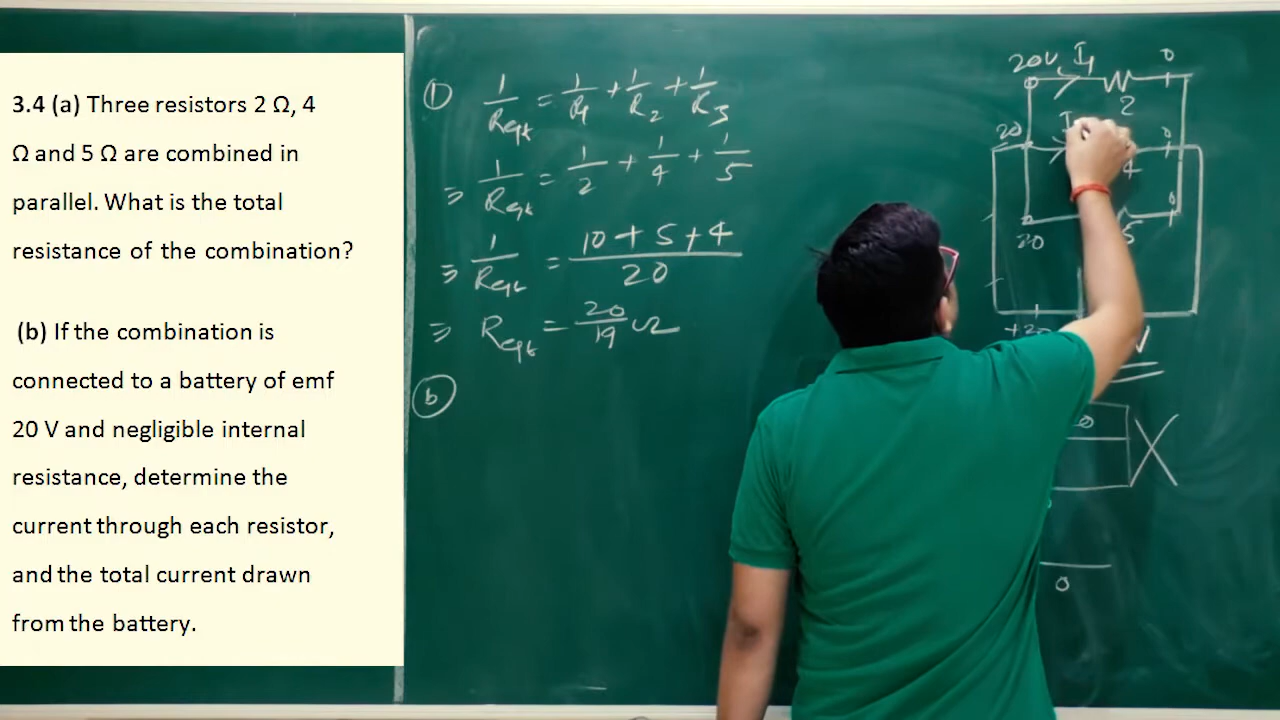 3.4 (a) Three resistors 2 Ω, 4
Ω and 5 Ω are combined in
parallel. What is the total
resistance of the combination?
(b) If the combination is
connected to a battery of emf
20 V and negligible internal
resistance, determine the
current through each resistor,
and the total current drawn
from the battery.
① 1/Reqt = 1/R1 + 1/R2 + 1/R3
⇒ 1/Reqt = 1/2 + 1/4 + 1/5
⇒ 1/Reqt = 10 + 5 + 4 / 20
⇒ Reqt = 20/19 Ω
ⓑ
20V I1 0
2
20 I 0
4
0
20 5
+20 V
0